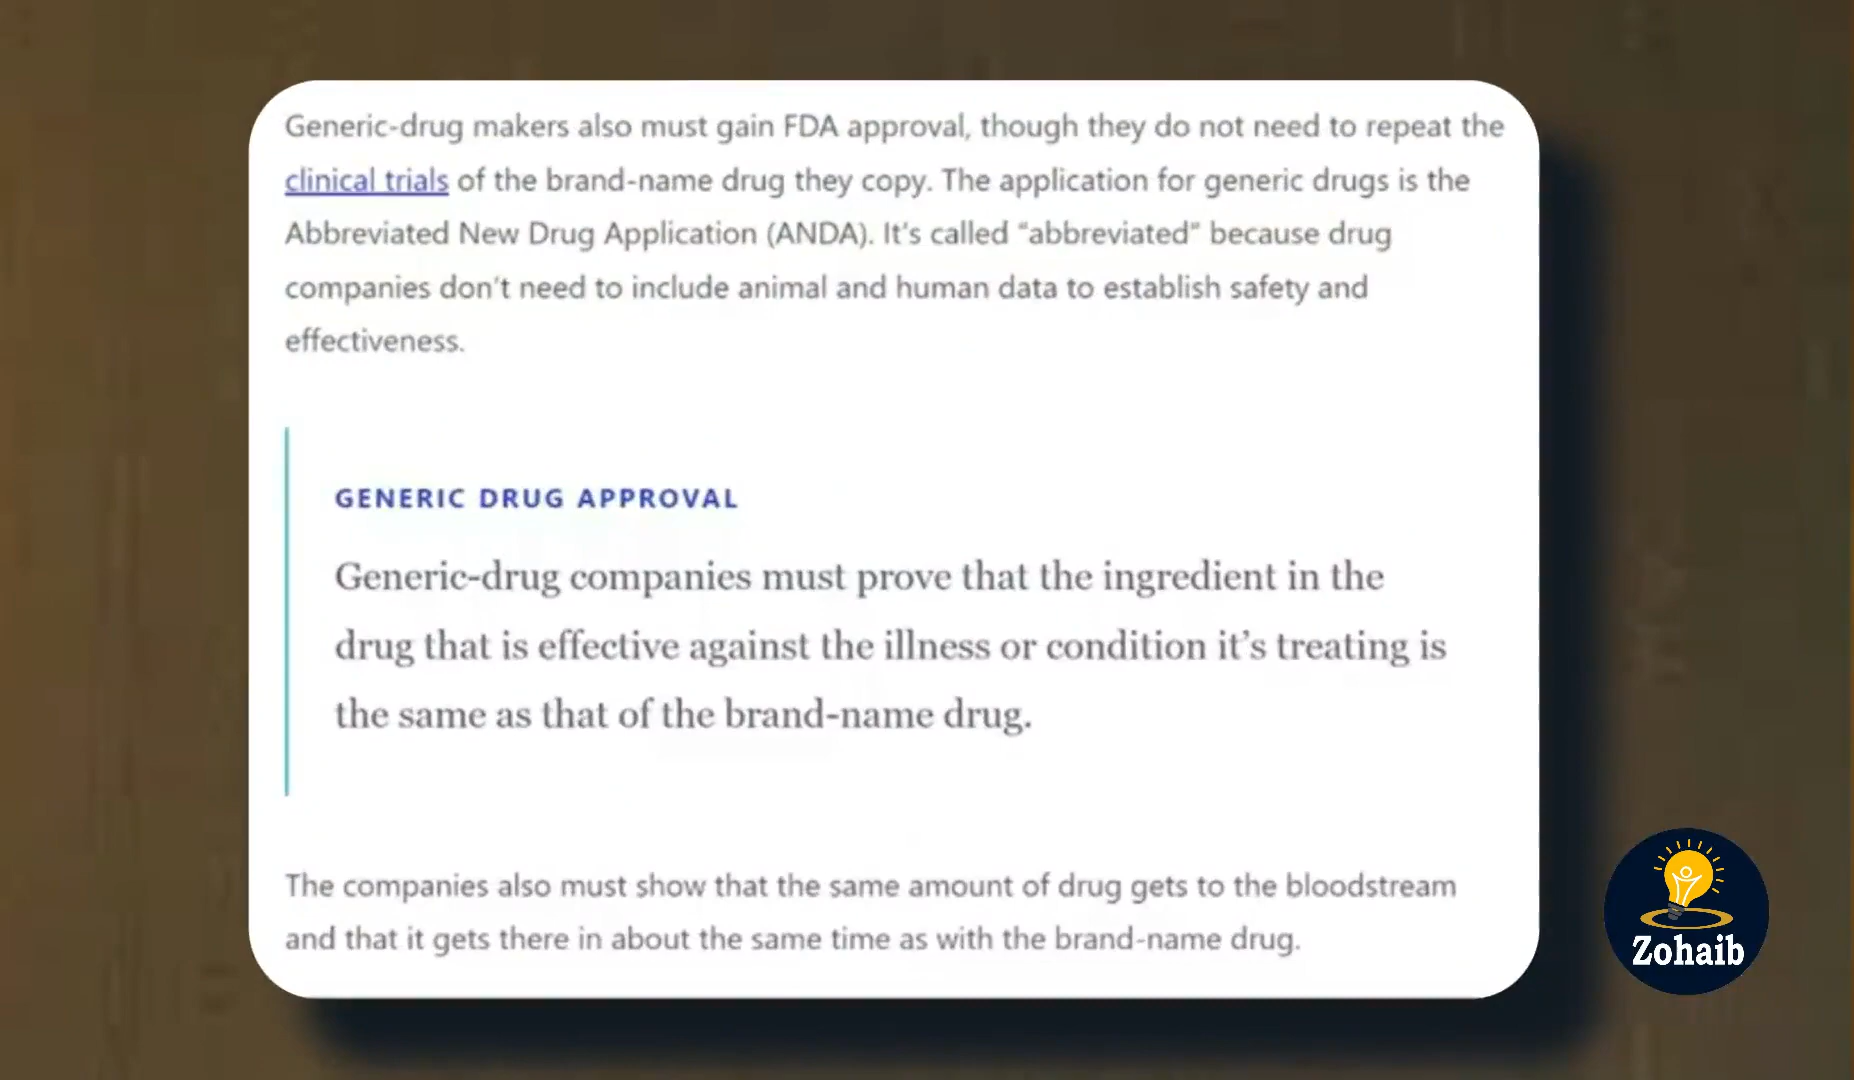 Generic-drug makers also must gain FDA approval, though they do not need to repeat the
clinical trials of the brand-name drug they copy. The application for generic drugs is the
Abbreviated New Drug Application (ANDA). It's called "abbreviated" because drug
companies don't need to include animal and human data to establish safety and
effectiveness.
GENERIC DRUG APPROVAL
Generic-drug companies must prove that the ingredient in the
drug that is effective against the illness or condition it's treating is
the same as that of the brand-name drug.
The companies also must show that the same amount of drug gets to the bloodstream
and that it gets there in about the same time as with the brand-name drug.
Zohaib